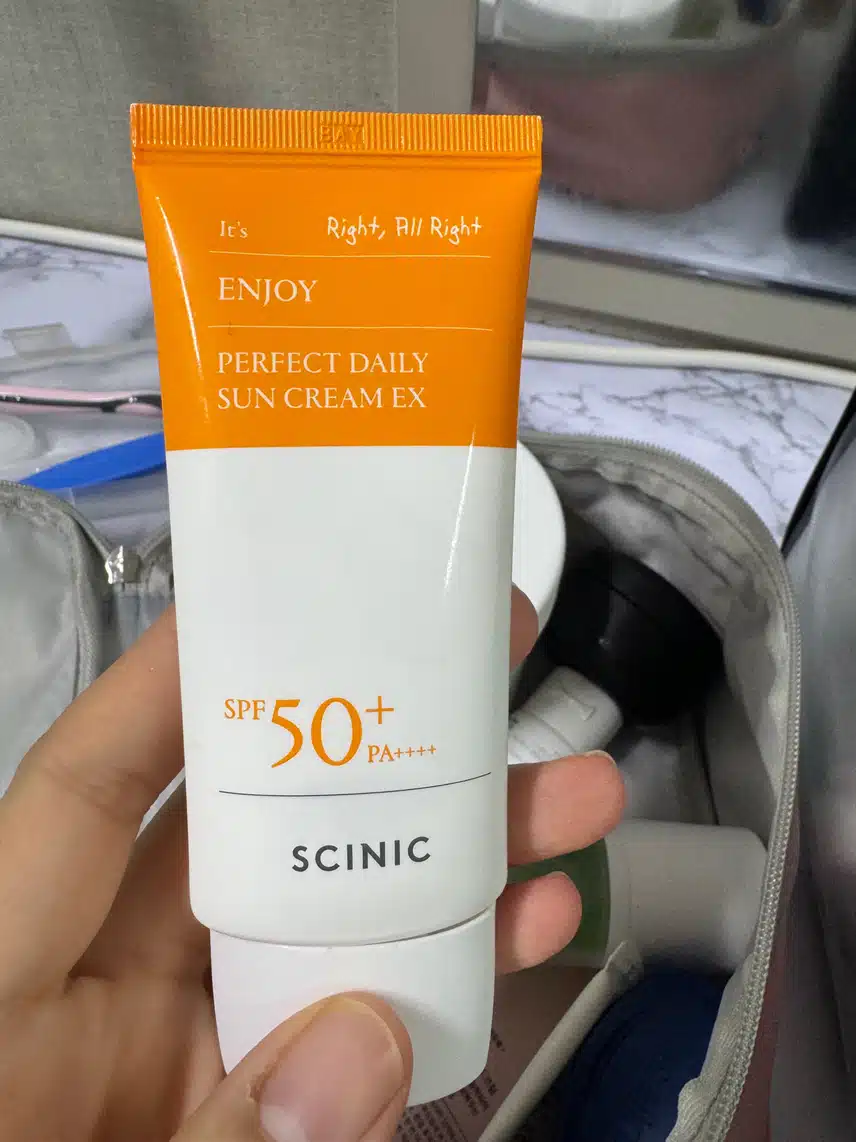 It's Right, All Right
ENJOY
PERFECT DAILY
SUN CREAM EX
SPF 50+
PA++++
SCINIC